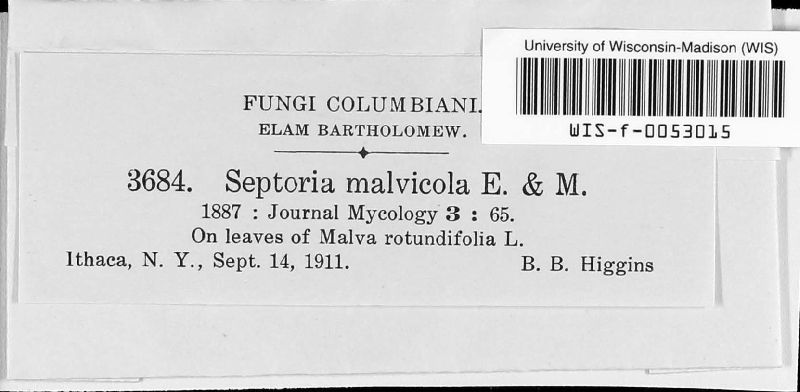 University of Wisconsin-Madison (WIS)
WIS-f-0053015
FUNGI COLUMBIANI.
ELAM BARTHOLOMEW.
3684. Septoria malvicola E. & M.
1887 : Journal Mycology 3 : 65.
On leaves of Malva rotundifolia L.
Ithaca, N. Y., Sept. 14, 1911. B. B. Higgins